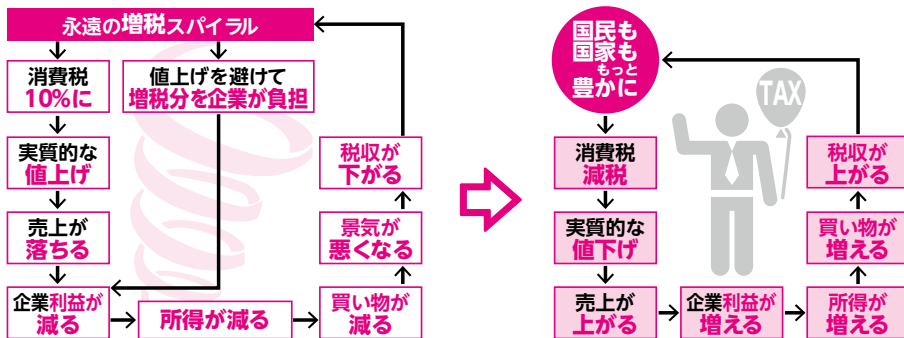 永遠の増税スパイラル
消費税
10%に
値上げを避けて
増税分を企業が負担
実質的な
値上げ
売上が
落ちる
企業利益が
減る
所得が減る
買い物が
減る
景気が
悪くなる
税収が
下がる
国民も
国家も
もっと
豊かに
消費税
減税
実質的な
値下げ
売上が
上がる
企業利益が
増える
所得が
増える
買い物が
増える
税収が
上がる
TAX